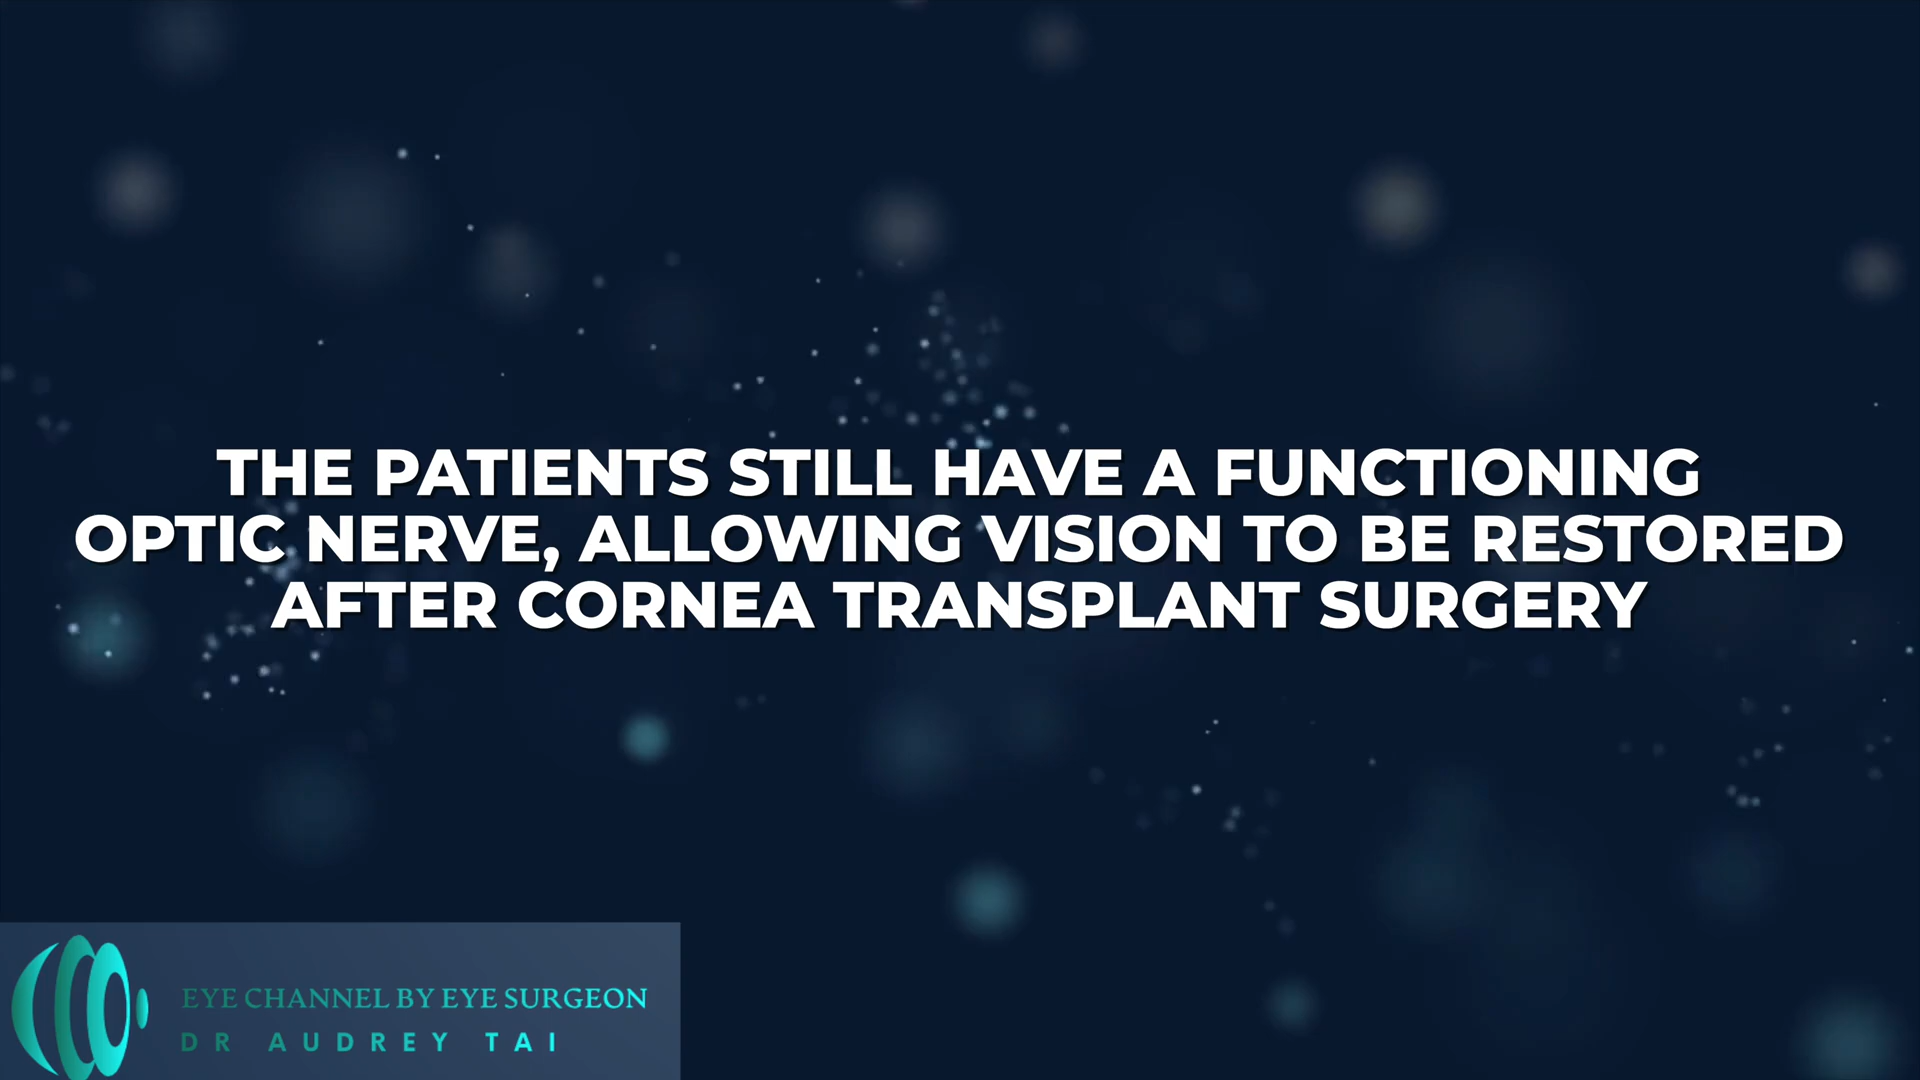 THE PATIENTS STILL HAVE A FUNCTIONING
OPTIC NERVE, ALLOWING VISION TO BE RESTORED
AFTER CORNEA TRANSPLANT SURGERY
EYE CHANNEL BY EYE SURGEON
DR AUDREY TAI